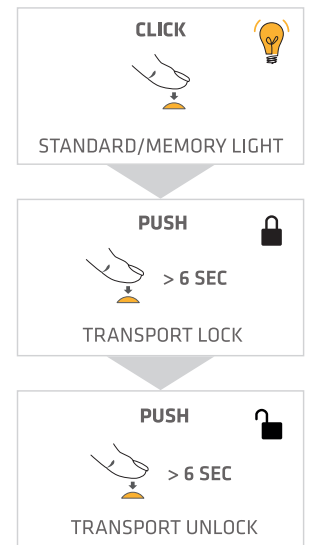 CLICK
STANDARD/MEMORY LIGHT
PUSH
> 6 SEC
TRANSPORT LOCK
PUSH
> 6 SEC
TRANSPORT UNLOCK